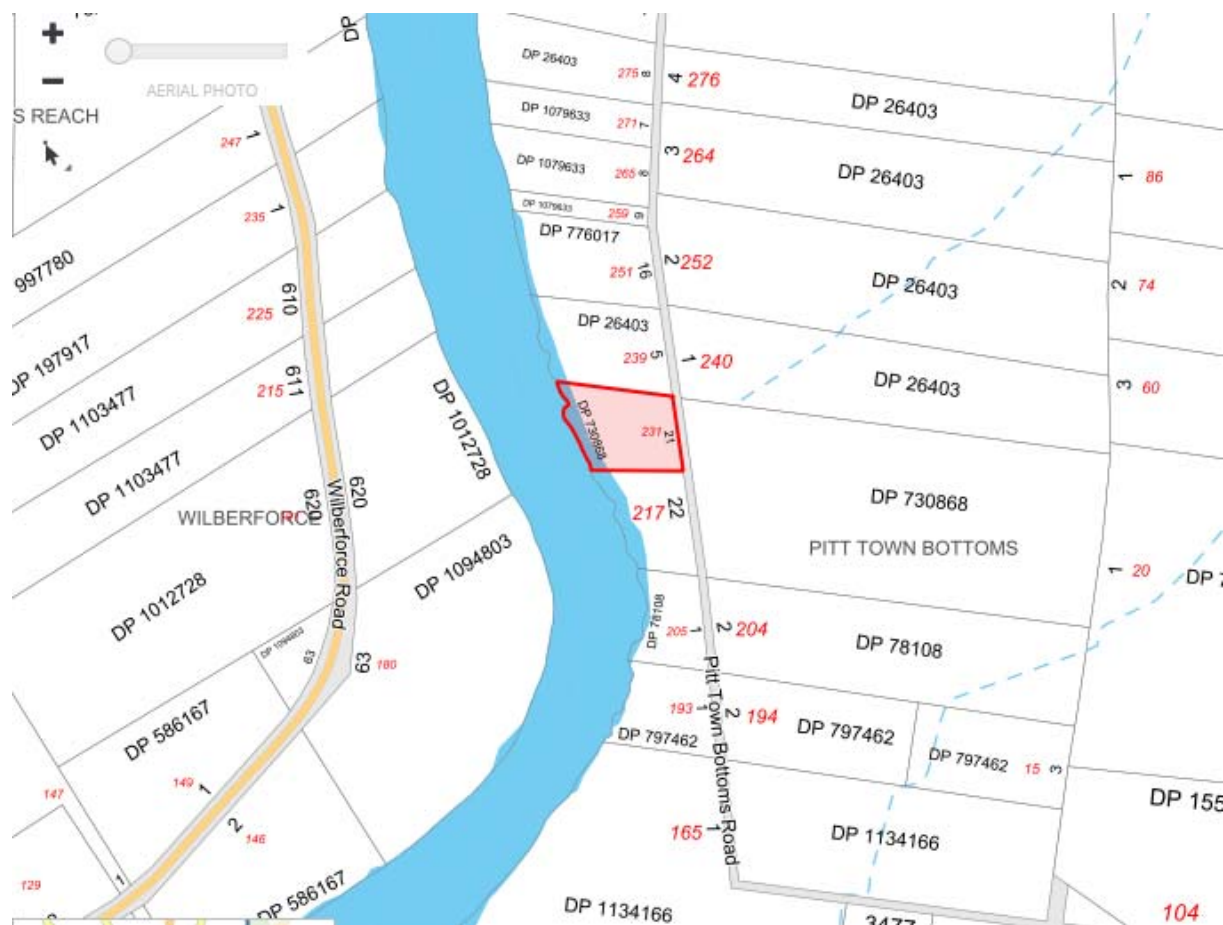 AERIAL PHOTO
S REACH
DP
DP 26403
275
8
4
276
DP 26403
DP 1079633
271
7
247
1
3
264
DP 1079633
265
8
DP 26403
1
86
235
1
DP 1079633
259
9
DP 776017
251
16
2
252
997780
DP 26403
2
74
610
225
DP 26403
239
5
1
240
DP 197917
611
215
DP 26403
3
60
DP 1103477
DP 1012728
DP 730868
231
21
DP 1103477
620
620
WILBERFORCE
Wilberforce Road
217
22
DP 730868
PITT TOWN BOTTOMS
DP 1094803
1
20
DP 1012728
DP 78108
205
1
2
204
DP 78108
DP 1094803
63
63
180
Pitt Town Bottoms Road
DP 586167
193
1
2
194
DP 797462
DP 797462
DP 797462
15
3
149
1
147
2
146
165
1
DP 1134166
DP 155
129
1
DP 586167
DP 1134166
3477
104